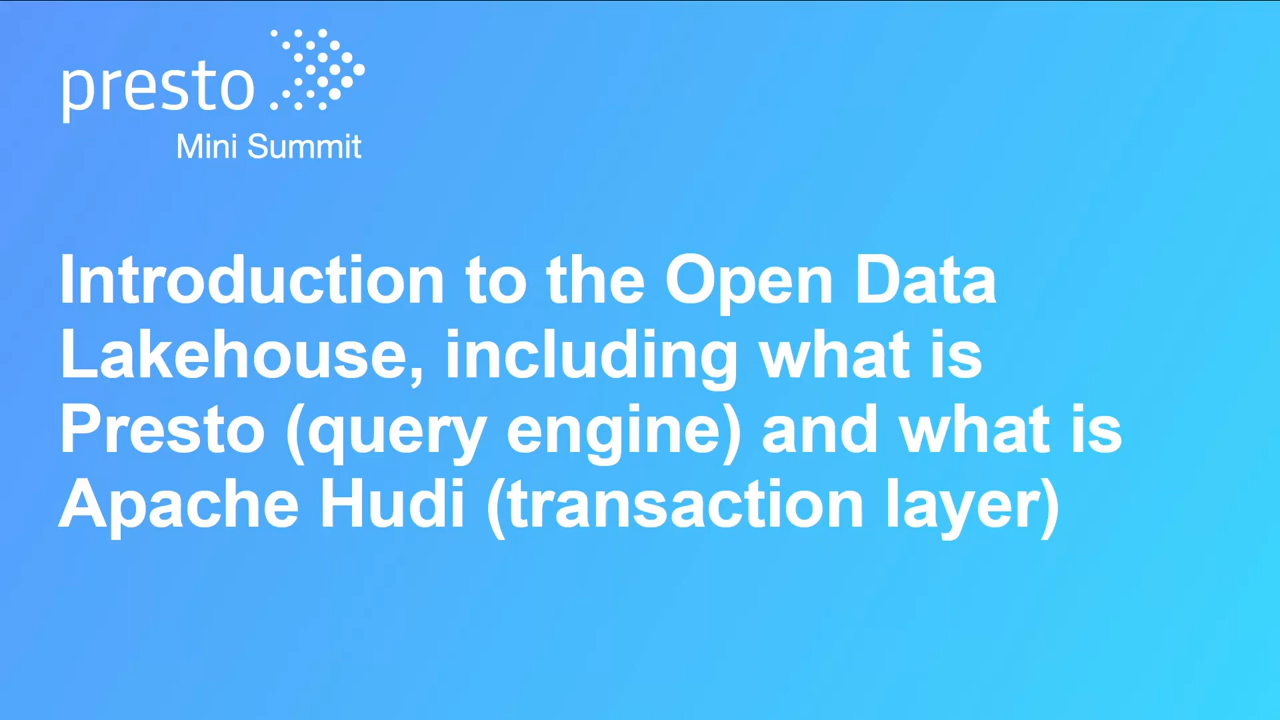 presto
Mini Summit
Introduction to the Open Data
Lakehouse, including what is
Presto (query engine) and what is
Apache Hudi (transaction layer)